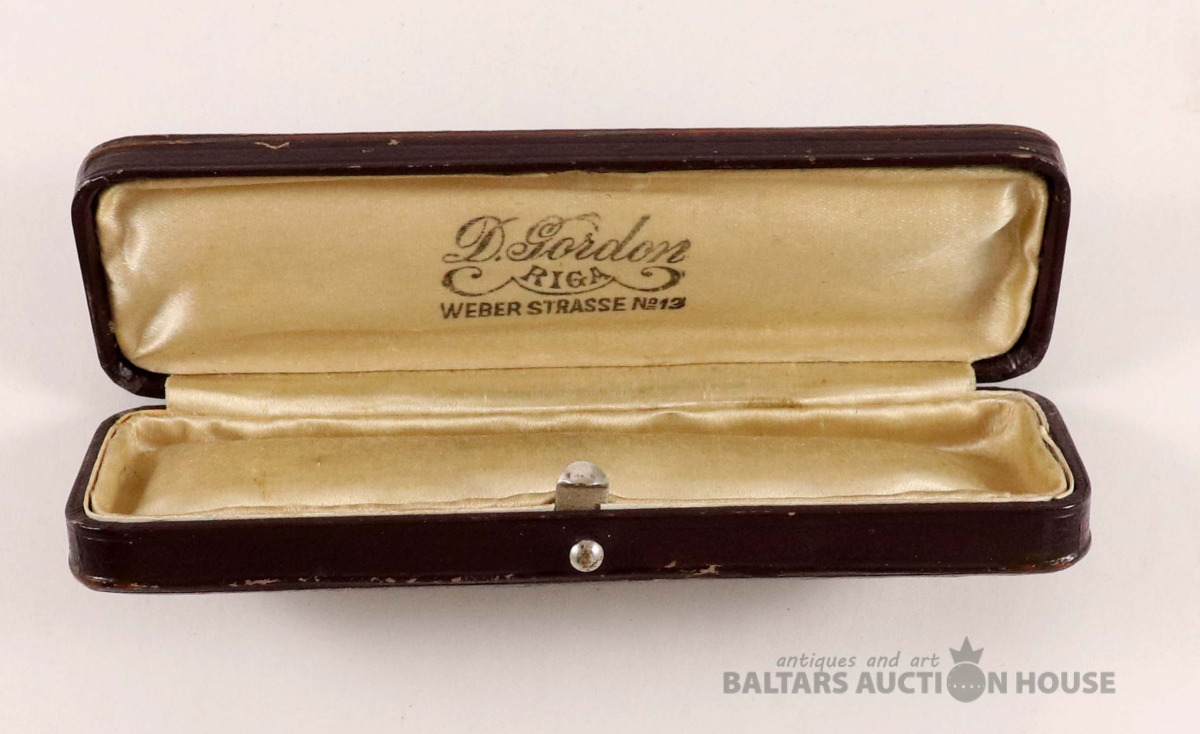 D. Gordon
RIGA
WEBER STRASSE №13
antiques and art
BALTARS AUCTION HOUSE